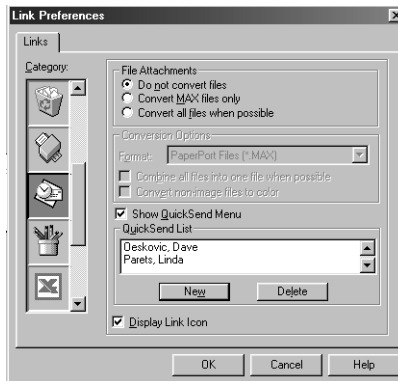 Link Preferences
Links
Category:
File Attachments
Do not convert files
Convert MAX files only
Convert all files when possible
Conversion Options
Format: PaperPort Files (*.MAX)
Combine all files into one file when possible
Convert non-image files to color
Show QuickSend Menu
QuickSend List
Oeskovic, Dave
Parets, Linda
New Delete
Display Link Icon
OK Cancel Help